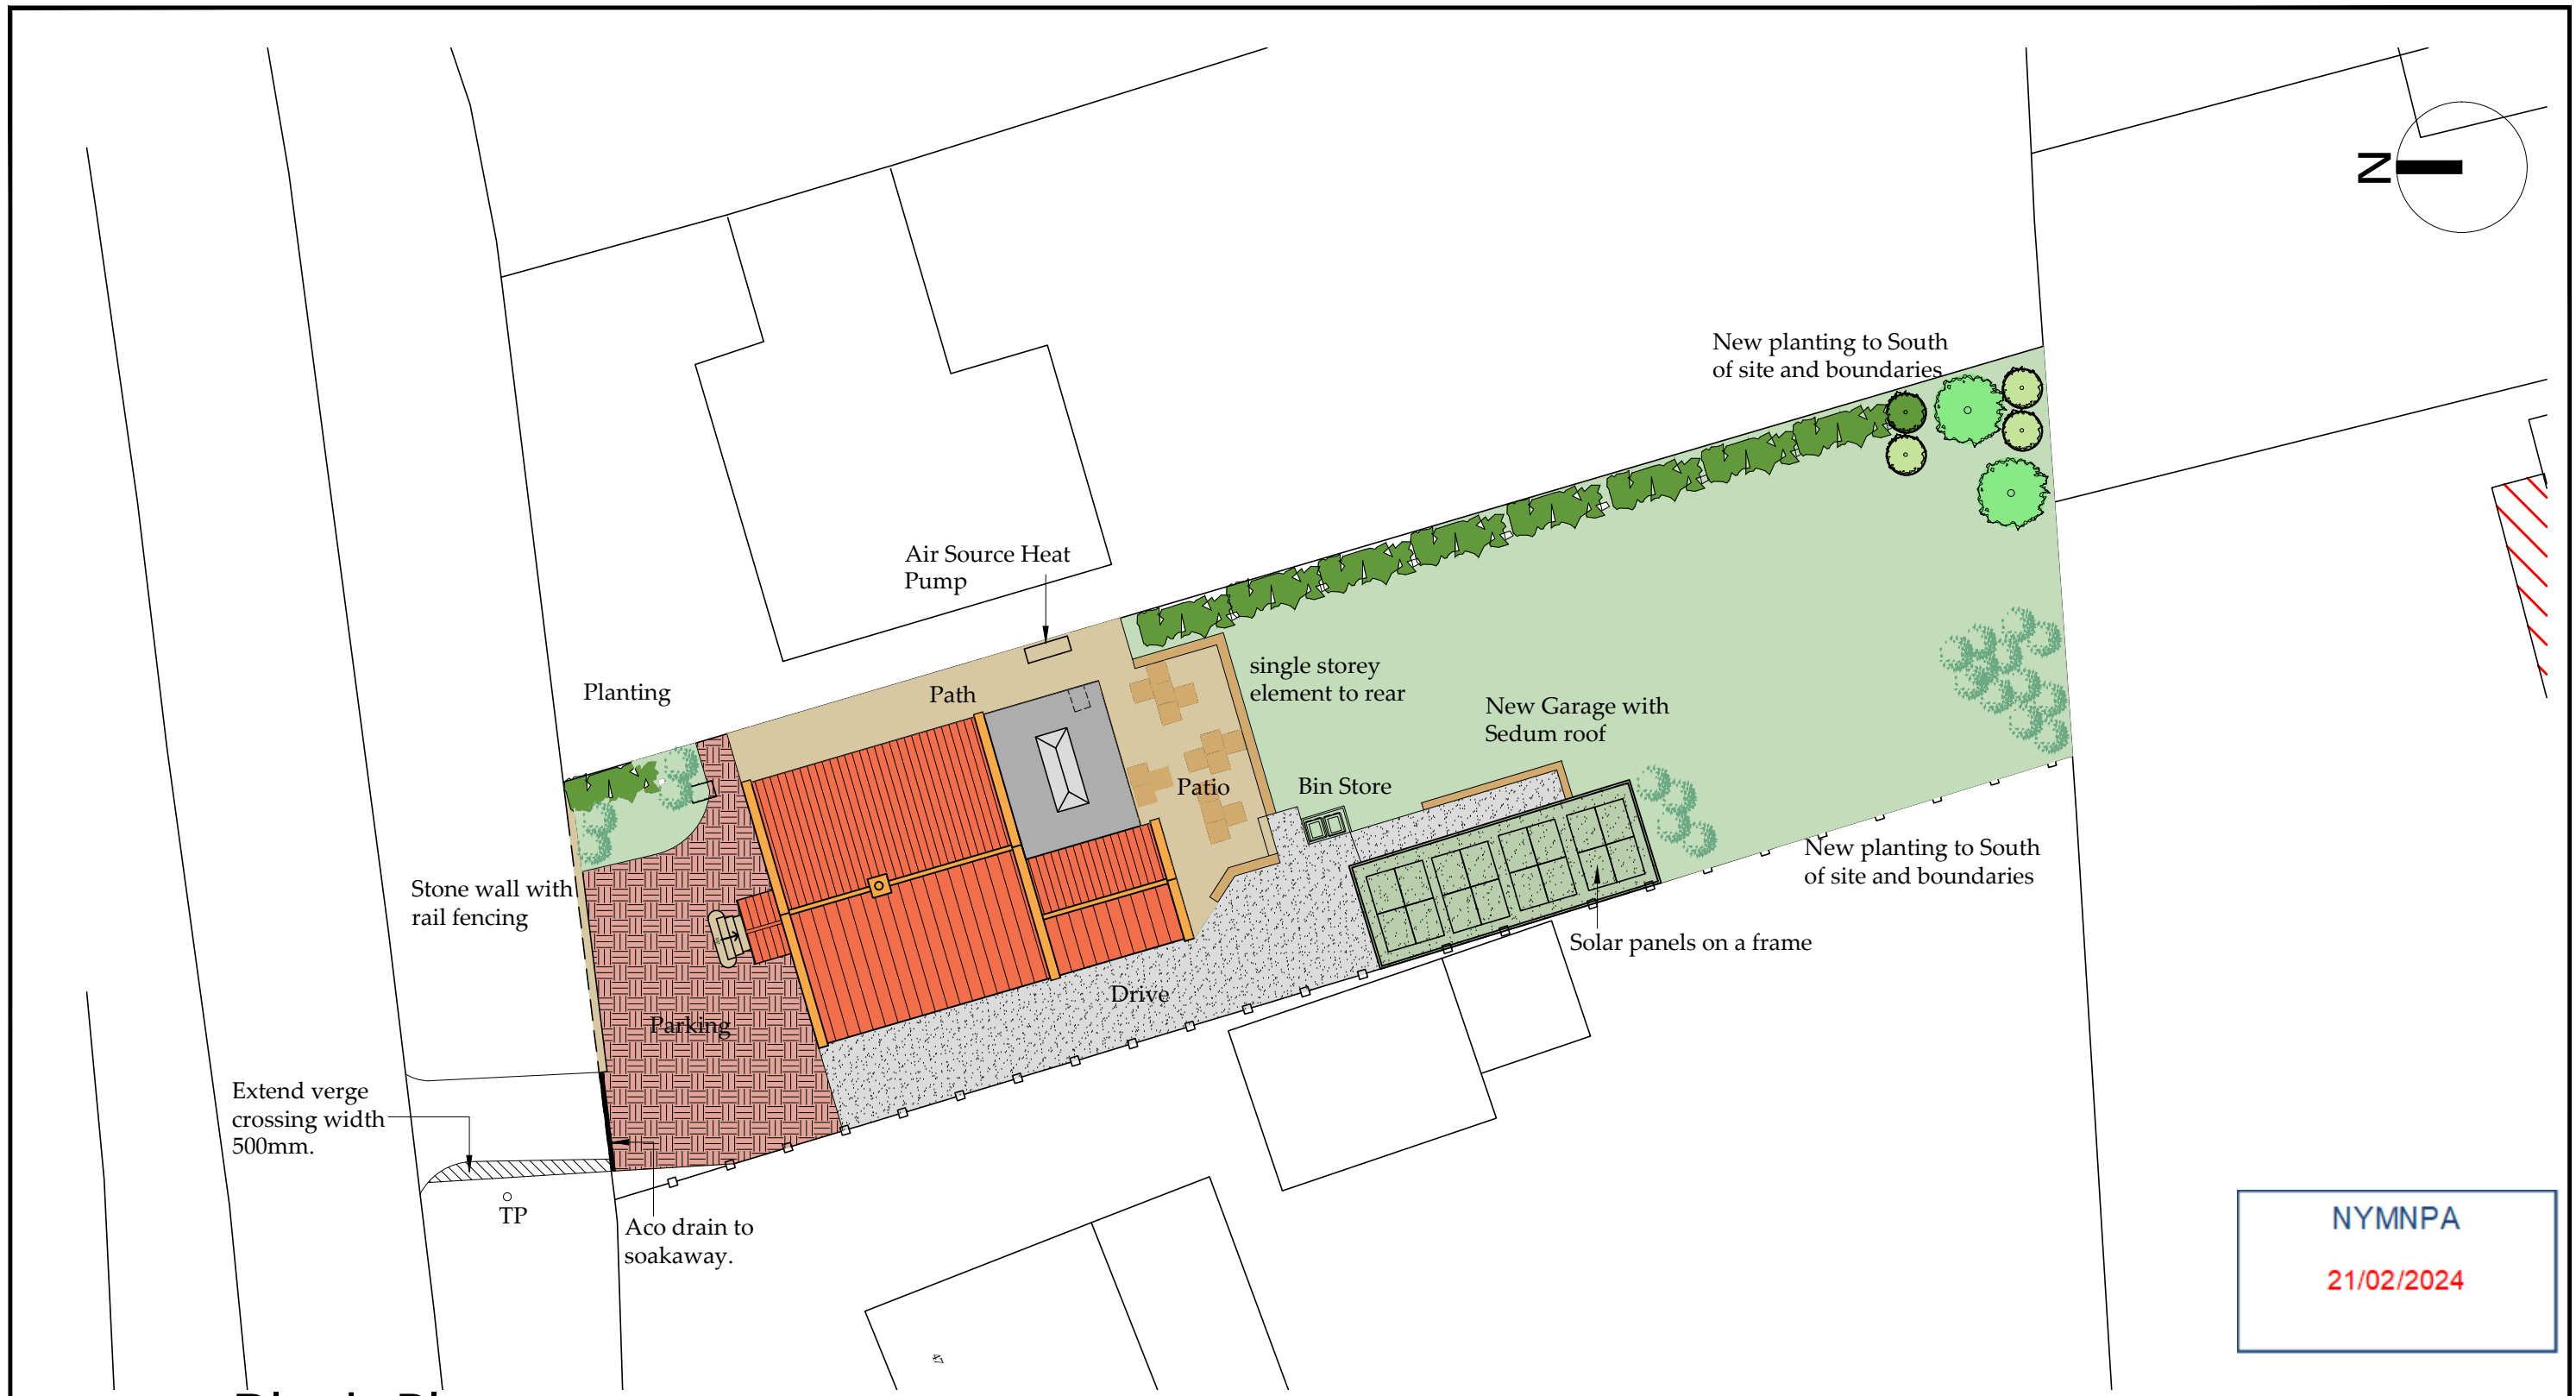 N
New planting to South
of site and boundaries
Air Source Heat
Pump
single storey
element to rear
Planting
Path
New Garage with
Sedum roof
Patio
Bin Store
New planting to South
of site and boundaries
Stone wall with
rail fencing
Solar panels on a frame
Drive
Parking
Extend verge
crossing width
500mm.
TP
Aco drain to
soakaway.
NYMNPA
21/02/2024
47